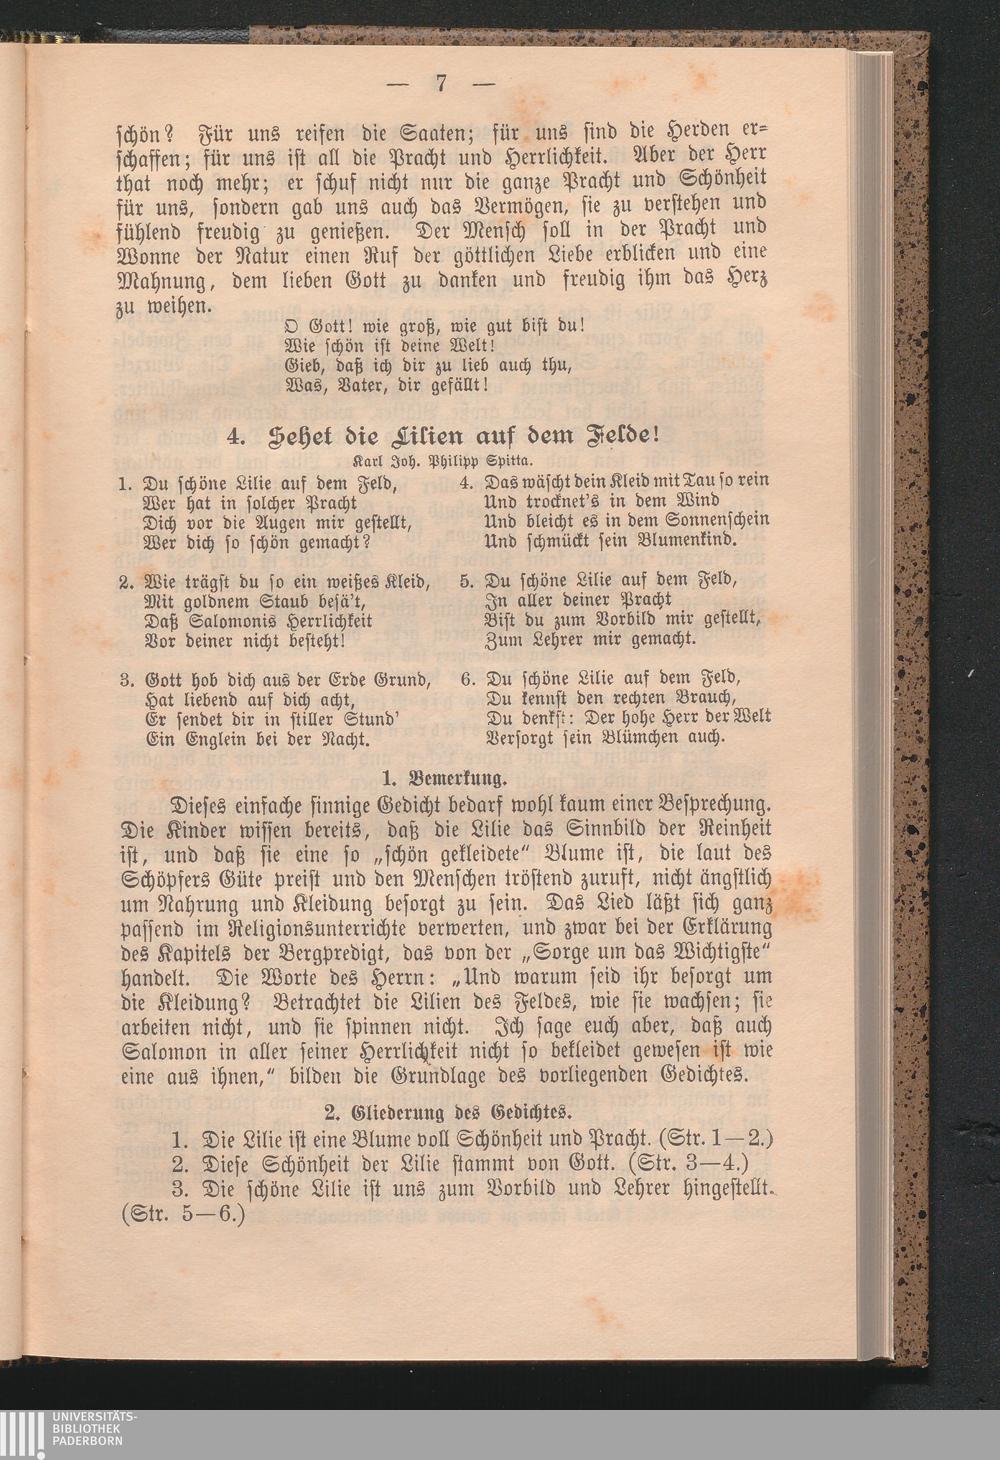 — 7 —
schön? Für uns reifen die Saaten; für uns sind die Herden er=
schaffen; für uns ist all die Pracht und Herrlichkeit. Aber der Herr
that noch mehr; er schuf nicht nur die ganze Pracht und Schönheit
für uns, sondern gab uns auch das Vermögen, sie zu verstehen und
fühlend freudig zu genießen. Der Mensch soll in der Pracht und
Wonne der Natur einen Ruf der göttlichen Liebe erblicken und eine
Mahnung, dem lieben Gott zu danken und freudig ihm das Herz
zu weihen.
O Gott! wie groß, wie gut bist du!
Wie schön ist deine Welt!
Gieb, daß ich dir zu lieb auch thu,
Was, Vater, dir gefällt!
4. Sehet die Lilien auf dem Felde!
Karl Joh. Philipp Spitta.
1. Du schöne Lilie auf dem Feld,
Wer hat in solcher Pracht
Dich vor die Augen mir gestellt,
Wer dich so schön gemacht?
2. Wie trägst du so ein weißes Kleid,
Mit goldnem Staub besä't,
Daß Salomonis Herrlichkeit
Vor deiner nicht besteht!
3. Gott hob dich aus der Erde Grund,
Hat liebend auf dich acht,
Er sendet dir in stiller Stund'
Ein Englein bei der Nacht.
4. Das wäscht dein Kleid mit Tau so rein
Und trocknet's in dem Wind
Und bleicht es in dem Sonnenschein
Und schmückt sein Blumenkind.
5. Du schöne Lilie auf dem Feld,
In aller deiner Pracht
Bist du zum Vorbild mir gestellt,
Zum Lehrer mir gemacht.
6. Du schöne Lilie auf dem Feld,
Du kennst den rechten Brauch,
Du denkst: Der hohe Herr der Welt
Versorgt sein Blümchen auch.
1. Bemerkung.
Dieses einfache sinnige Gedicht bedarf wohl kaum einer Besprechung.
Die Kinder wissen bereits, daß die Lilie das Sinnbild der Reinheit
ist, und daß sie eine so „schön gekleidete“ Blume ist, die laut des
Schöpfers Güte preist und den Menschen tröstend zuruft, nicht ängstlich
um Nahrung und Kleidung besorgt zu sein. Das Lied läßt sich ganz
passend im Religionsunterrichte verwerten, und zwar bei der Erklärung
des Kapitels der Bergpredigt, das von der „Sorge um das Wichtigste“
handelt. Die Worte des Herrn: „Und warum seid ihr besorgt um
die Kleidung? Betrachtet die Lilien des Feldes, wie sie wachsen; sie
arbeiten nicht, und sie spinnen nicht. Ich sage euch aber, daß auch
Salomon in aller seiner Herrlichkeit nicht so bekleidet gewesen ist wie
eine aus ihnen,“ bilden die Grundlage des vorliegenden Gedichtes.
2. Gliederung des Gedichtes.
1. Die Lilie ist eine Blume voll Schönheit und Pracht. (Str. 1—2.)
2. Diese Schönheit der Lilie stammt von Gott. (Str. 3—4.)
3. Die schöne Lilie ist uns zum Vorbild und Lehrer hingestellt.
(Str. 5—6.)
UNIVERSITÄTS-
BIBLIOTHEK
PADERBORN